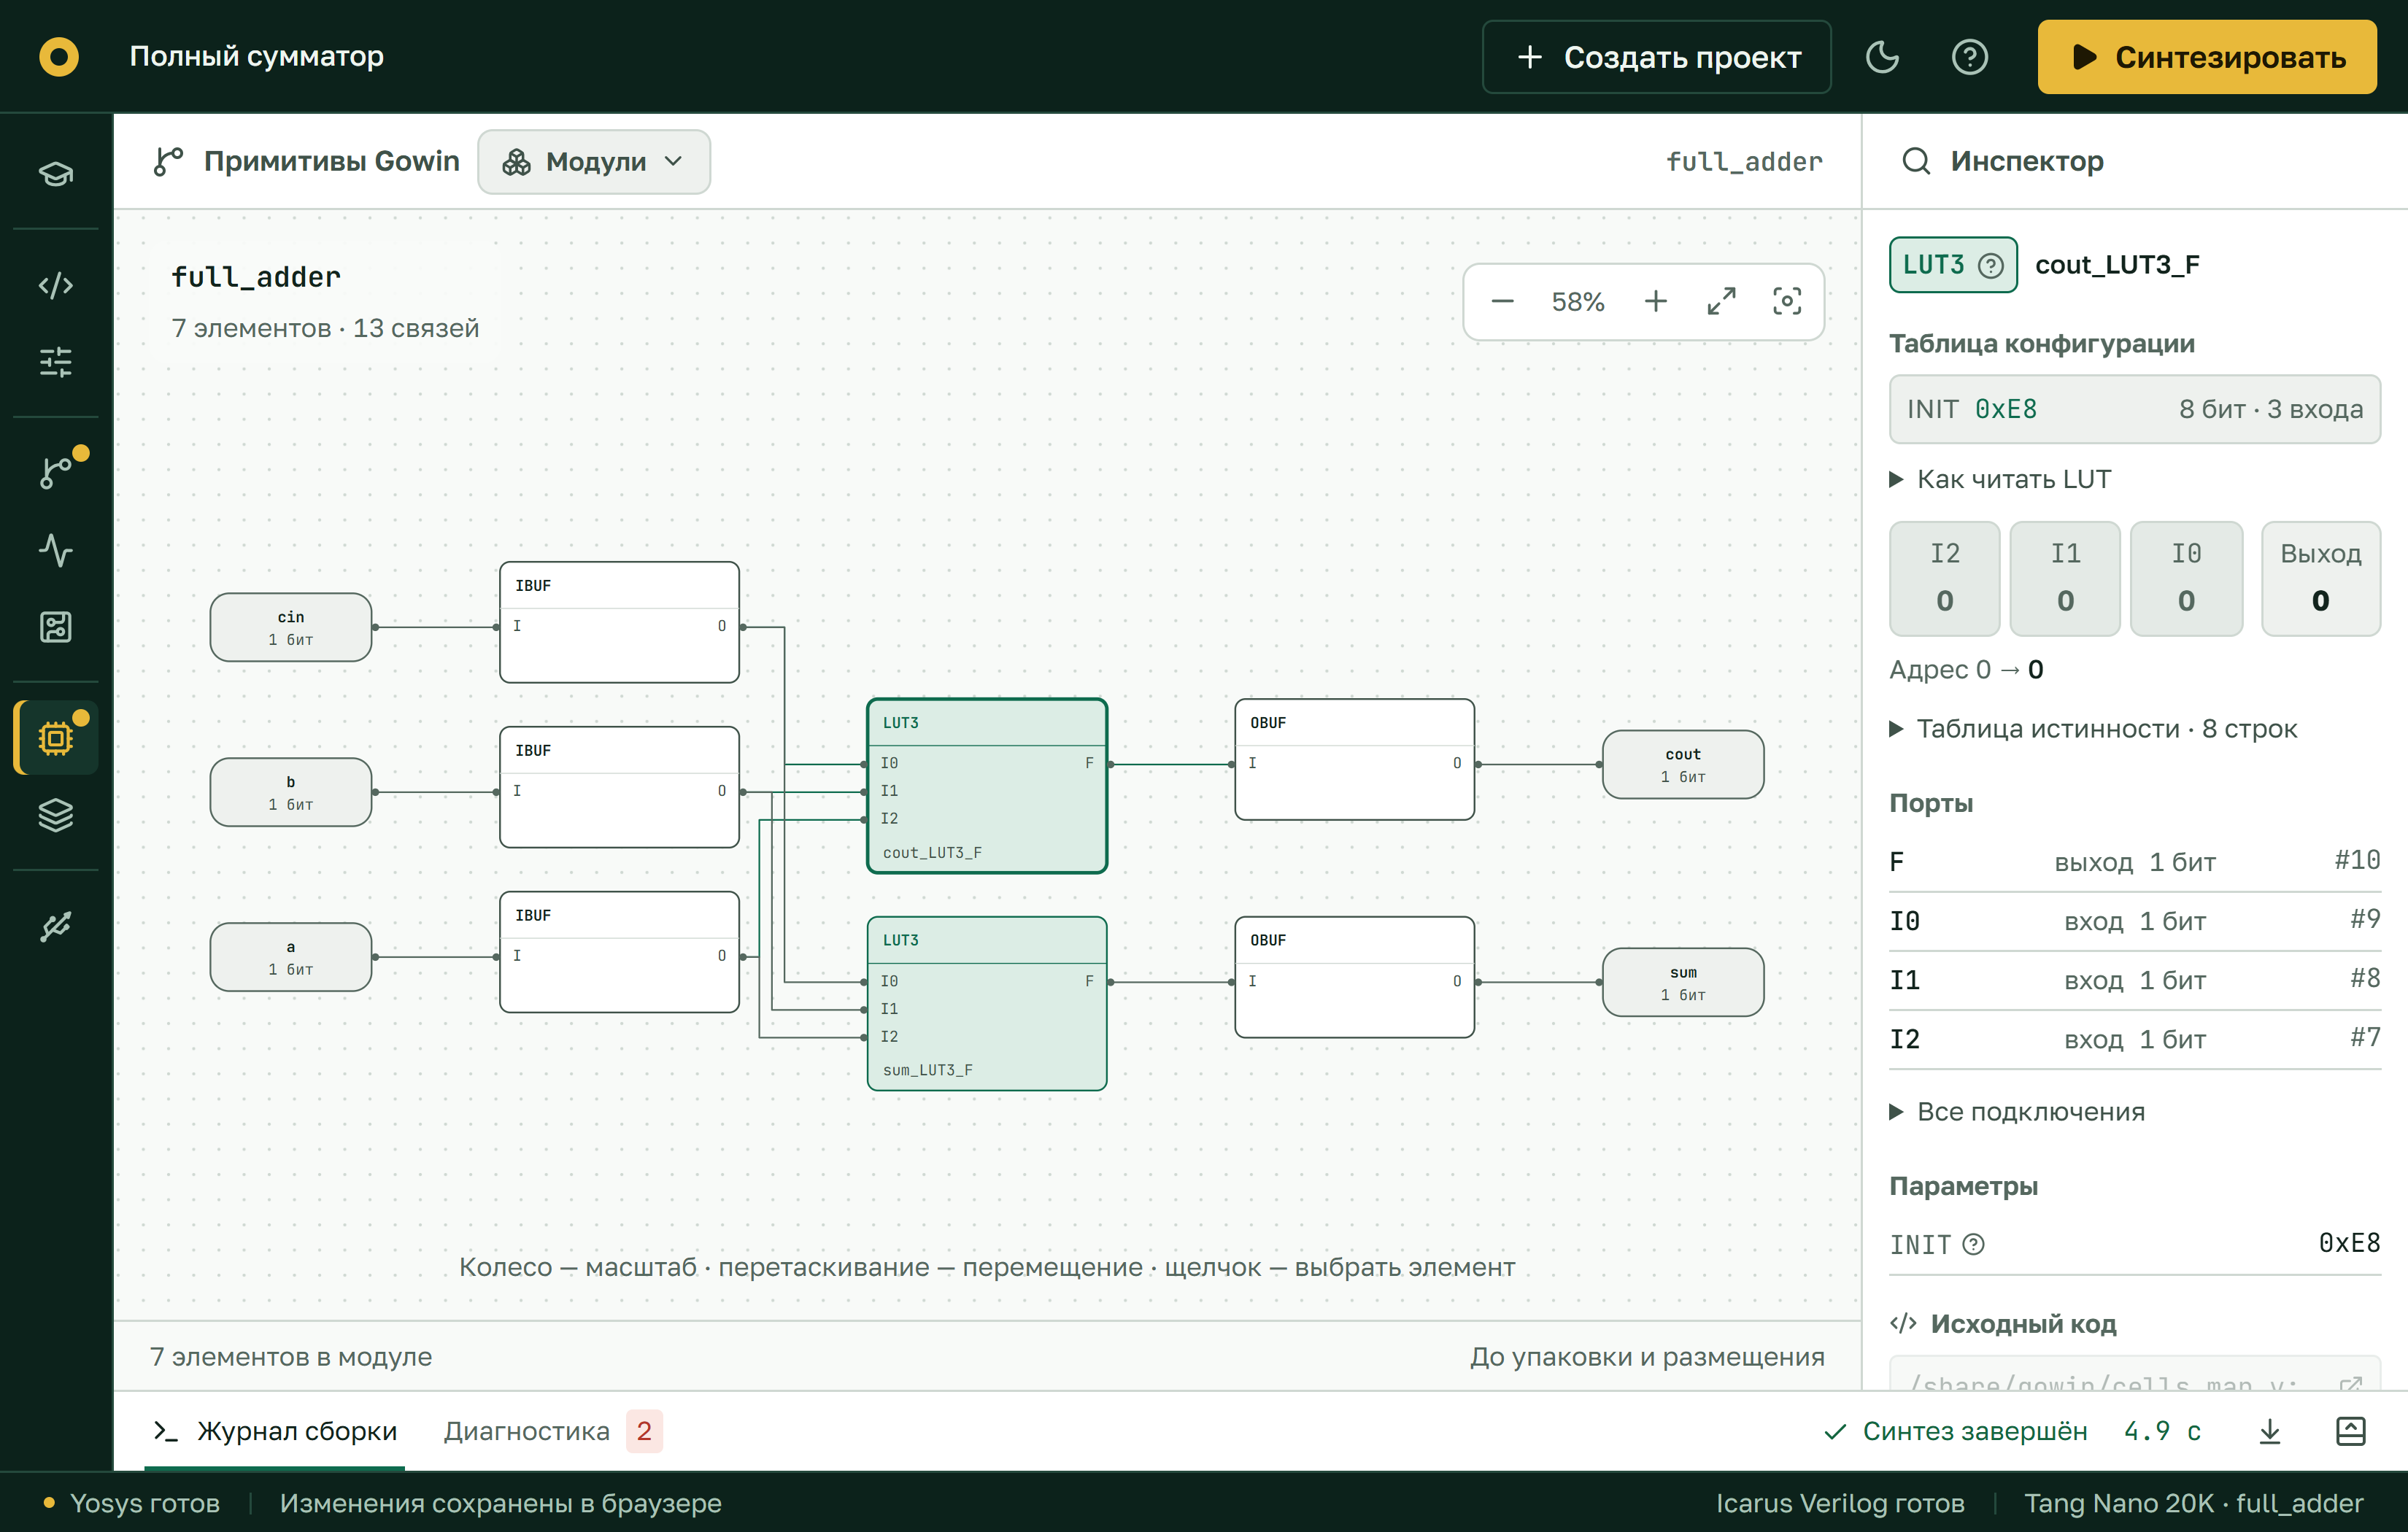 Полный сумматор
Создать проект
Синтезировать
Примитивы Gowin
Модули
full_adder
Инспектор
full_adder
7 элементов · 13 связей
58%
cin
1 бит
b
1 бит
a
1 бит
IBUF
I O
IBUF
I O
IBUF
I O
LUT3
I0 F
I1
I2
cout_LUT3_F
LUT3
I0 F
I1
I2
sum_LUT3_F
OBUF
I O
OBUF
I O
cout
1 бит
sum
1 бит
Колесо — масштаб · перетаскивание — перемещение · щелчок — выбрать элемент
7 элементов в модуле
До упаковки и размещения
LUT3 cout_LUT3_F
Таблица конфигурации
INIT 0xE8 8 бит · 3 входа
Как читать LUT
I2 I1 I0 Выход
0 0 0 0
Адрес 0 → 0
Таблица истинности · 8 строк
Порты
F выход 1 бит #10
I0 вход 1 бит #9
I1 вход 1 бит #8
I2 вход 1 бит #7
Все подключения
Параметры
INIT 0xE8
Исходный код
/share/gowin/cells_map.v:
Журнал сборки
Диагностика 2
Синтез завершён 4.9 с
Yosys готов
Изменения сохранены в браузере
Icarus Verilog готов
Tang Nano 20K · full_adder